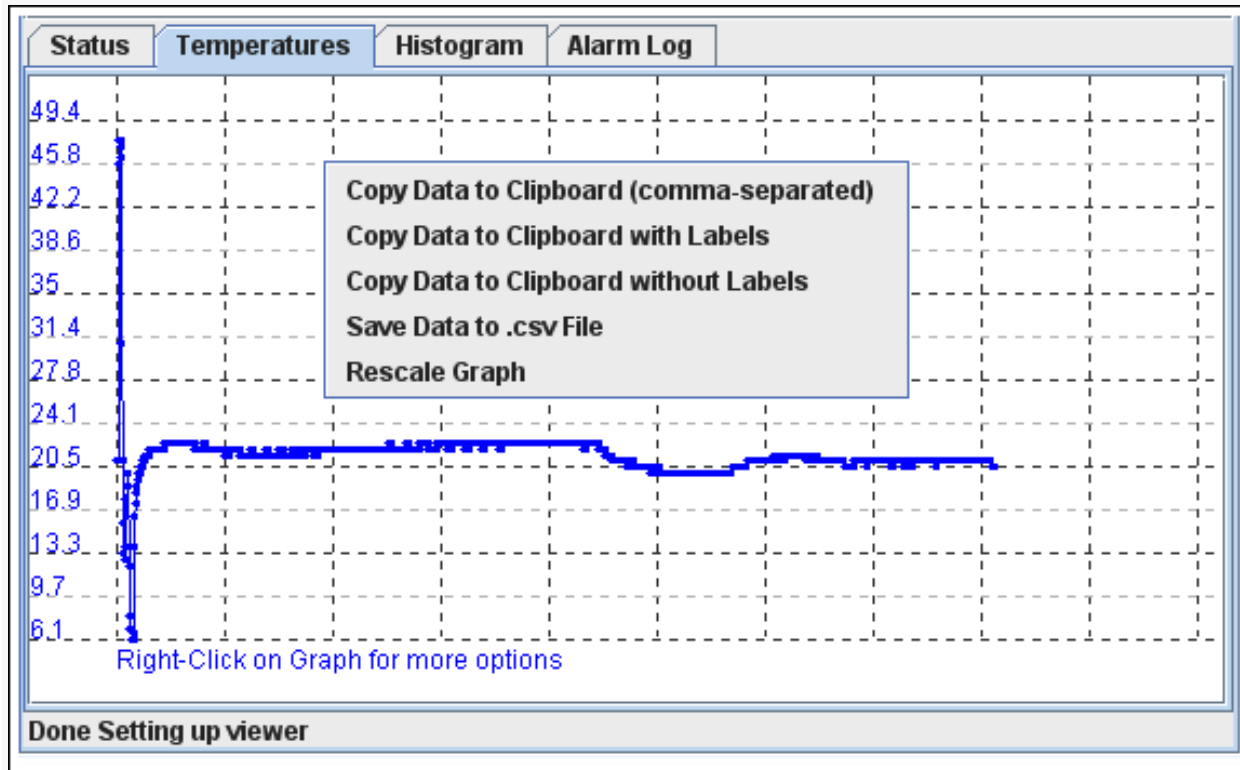 Status Temperatures Histogram Alarm Log
49.4
45.8
42.2
38.6
35
31.4
27.8
24.1
20.5
16.9
13.3
9.7
6.1
Copy Data to Clipboard (comma-separated)
Copy Data to Clipboard with Labels
Copy Data to Clipboard without Labels
Save Data to .csv File
Rescale Graph
Right-Click on Graph for more options
Done Setting up viewer